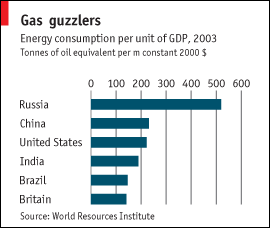 Gas guzzlers
Energy consumption per unit of GDP, 2003
Tonnes of oil equivalent per m constant 2000 $
0 100 200 300 400 500 600
Russia
China
United States
India
Brazil
Britain
Source: World Resources Institute